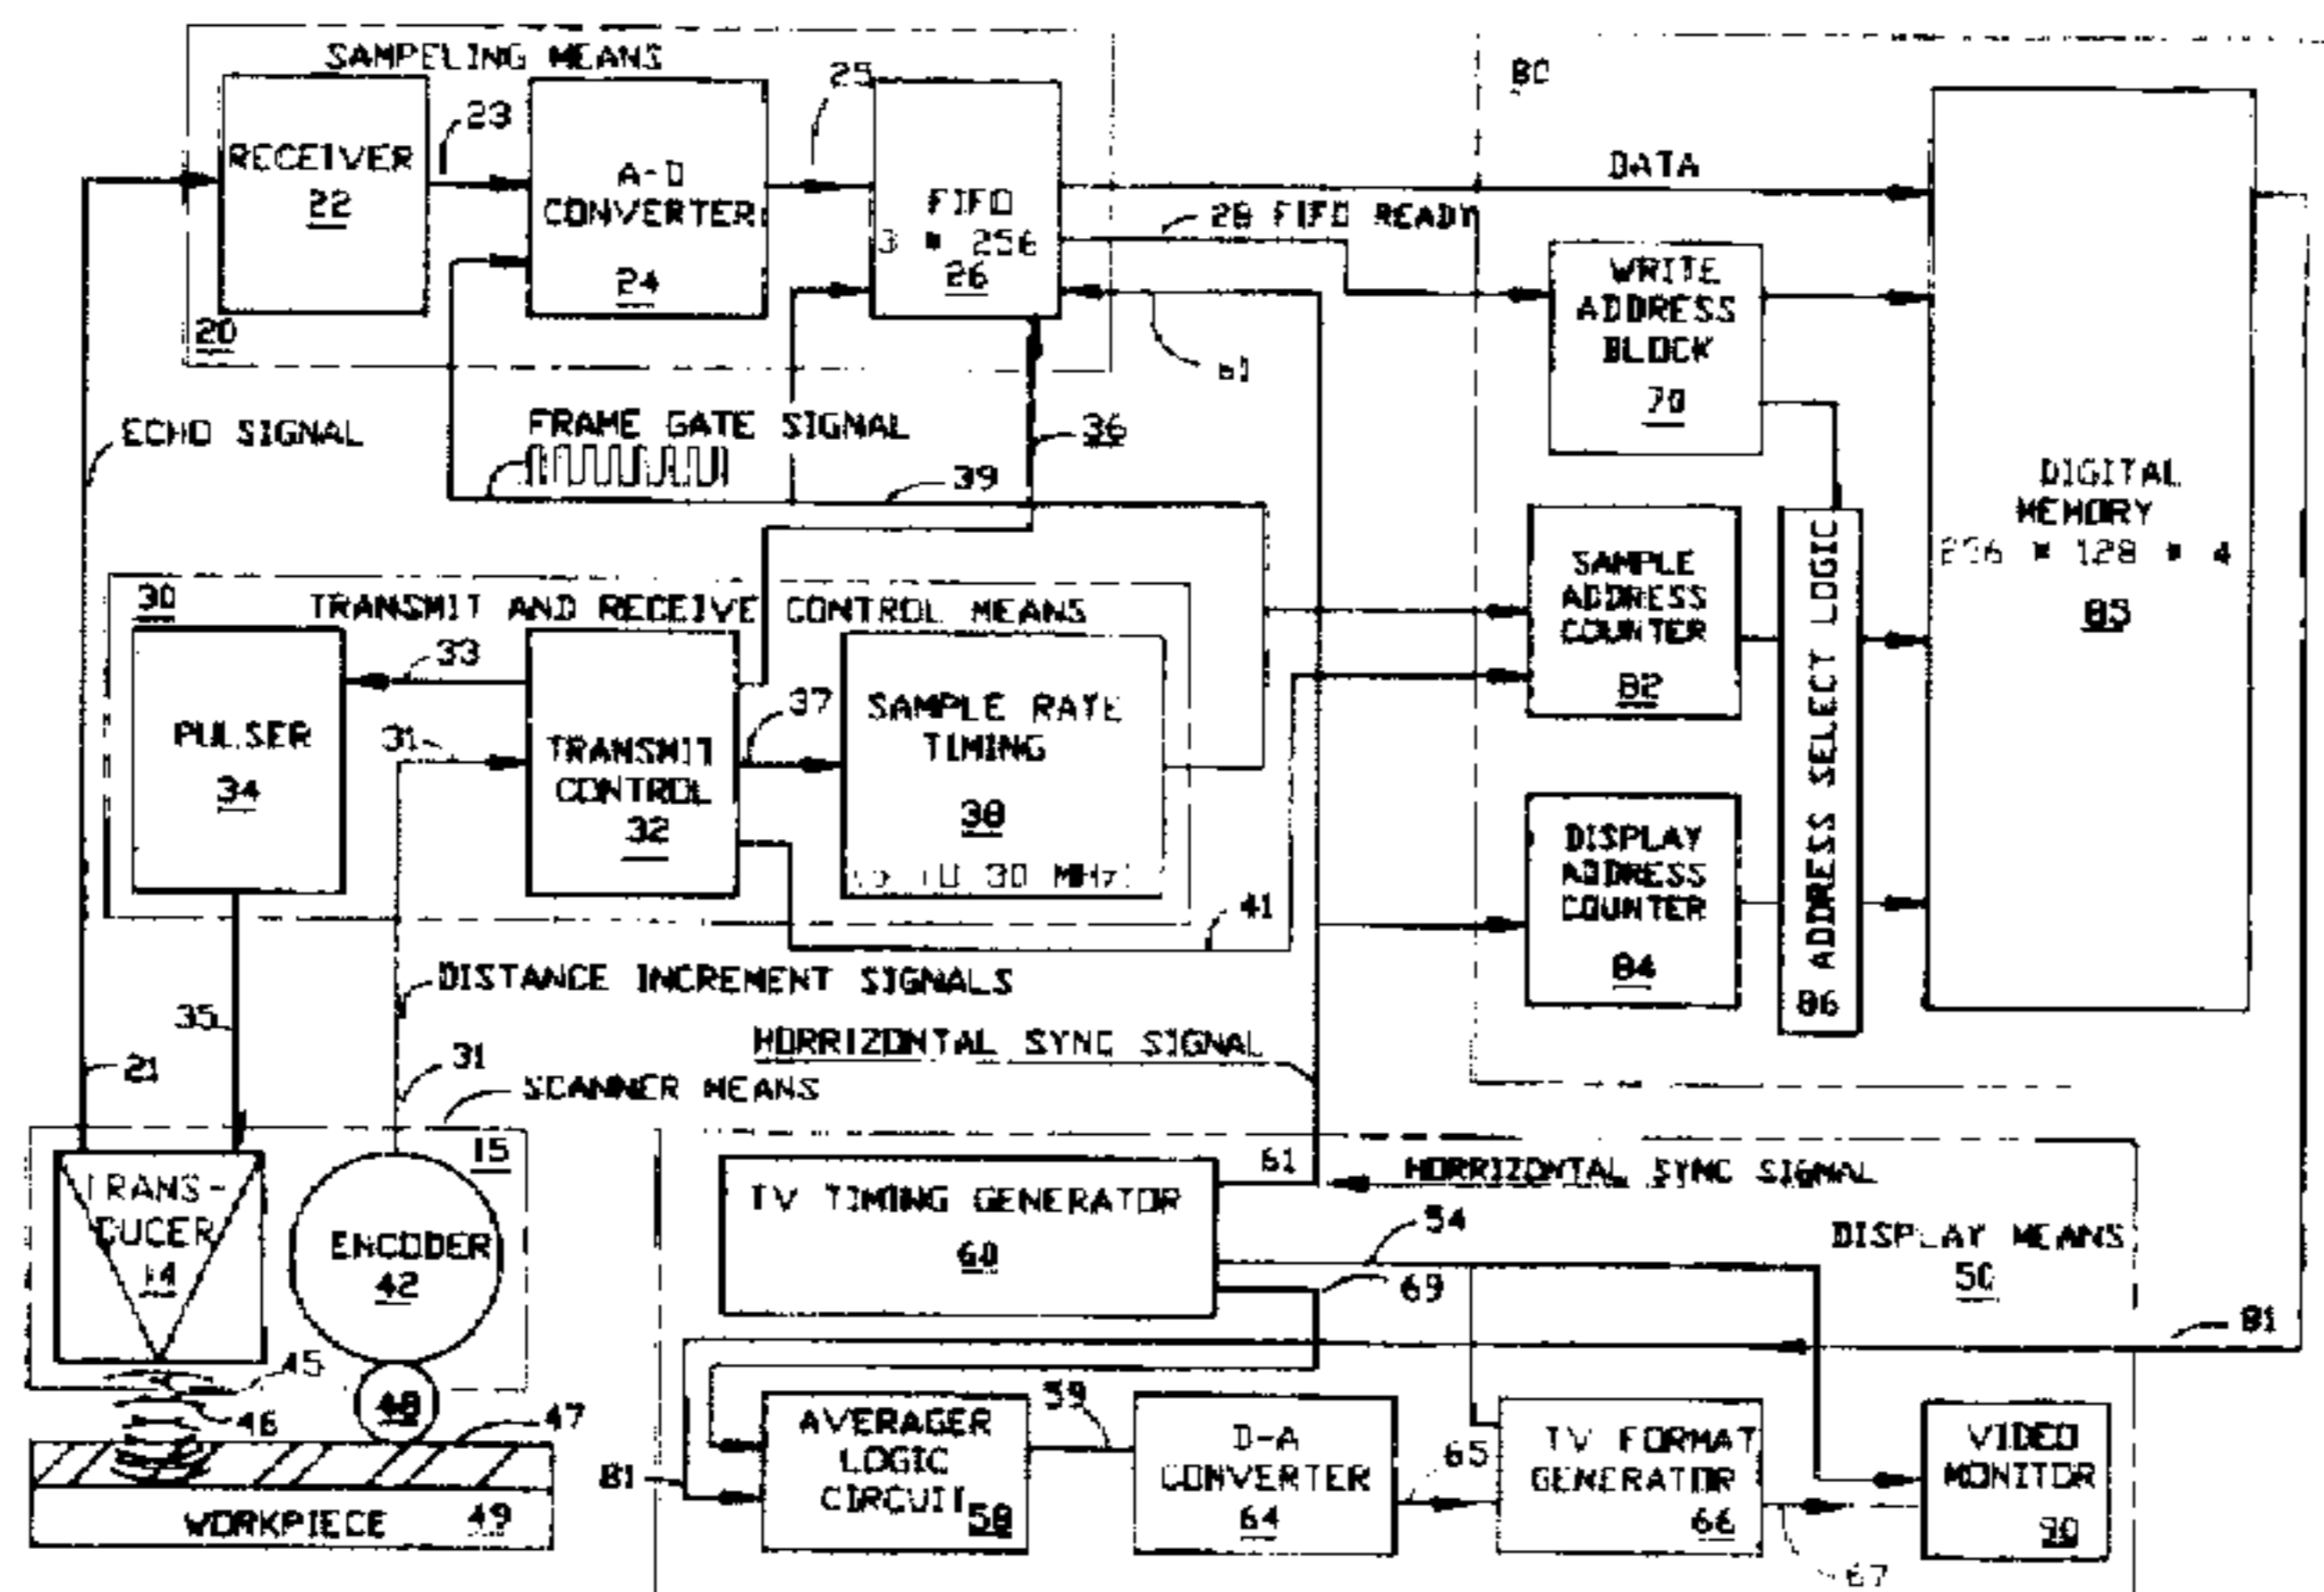 SAMPELING MEANS
RECEIVER
22
23
A-D
CONVERTER
24
25
FIFO
3 * 256
26
20
DATA
28 FIFO READY
61
80
WRITE
ADDRESS
BLOCK
70
DIGITAL
MEMORY
256 * 128 * 4
85
ECHO SIGNAL
FRAME GATE SIGNAL
36
39
SAMPLE
ADDRESS
COUNTER
82
ADDRESS SELECT LOGIC
86
DISPLAY
ADDRESS
COUNTER
84
30
TRANSMIT AND RECEIVE CONTROL MEANS
PULSER
34
33
31
TRANSMIT
CONTROL
32
37
SAMPLE RATE
TIMING
38
TO 30 MHz
41
DISTANCE INCREMENT SIGNALS
35
21
31
HORRIZONTAL SYNC SIGNAL
SCANNER MEANS
15
TRANS-
DUCER
14
ENCODER
42
45
46
48
47
WORKPIECE
49
TV TIMING GENERATOR
60
61
HORRIZONTAL SYNC SIGNAL
54
69
DISPLAY MEANS
50
81
81
AVERAGER
LOGIC
CIRCUIT
58
59
D-A
CONVERTER
64
65
TV FORMAT
GENERATOR
66
67
VIDEO
MONITOR
90